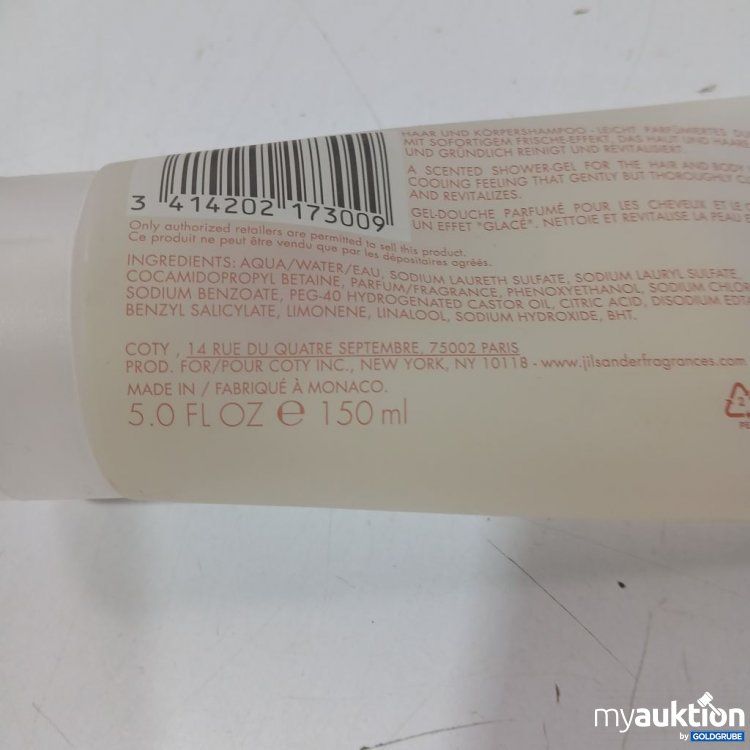 HAAR UND KÖRPERSHAMPOO - LEICHT PARFÜMIERTES
MIT SOFORTIGEM FRISCHE-EFFEKT, DAS HAUT UND HAARE
UND GRÜNDLICH REINIGT UND REVITALISIERT.
A SCENTED SHOWER-GEL FOR THE HAIR AND BODY
COOLING FEELING THAT GENTLY BUT THOROUGHLY
AND REVITALIZES.
GEL-DOUCHE PARFUMÉ POUR LES CHEVEUX ET LE
UN EFFET "GLACÉ". NETTOIE ET REVITALISE LA PEAU
3 414202 173009
Only authorized retailers are permitted to sell this product.
Ce produit ne peut être vendu que par les dépositaires agréés.
INGREDIENTS: AQUA/WATER/EAU, SODIUM LAURETH SULFATE, SODIUM LAURYL SULFATE,
COCAMIDOPROPYL BETAINE, PARFUM/FRAGRANCE, PHENOXYETHANOL, SODIUM
SODIUM BENZOATE, PEG-40 HYDROGENATED CASTOR OIL, CITRIC ACID, DISODIUM EDTA
BENZYL SALICYLATE, LIMONENE, LINALOOL, SODIUM HYDROXIDE, BHT.
COTY , 14 RUE DU QUATRE SEPTEMBRE, 75002 PARIS
PROD. FOR/POUR COTY INC., NEW YORK, NY 10118 - www.jilsanderfragrances.com
MADE IN / FABRIQUÉ À MONACO.
5.0 FL OZ ℮ 150 ml
myauktion
by GOLDGRUBE